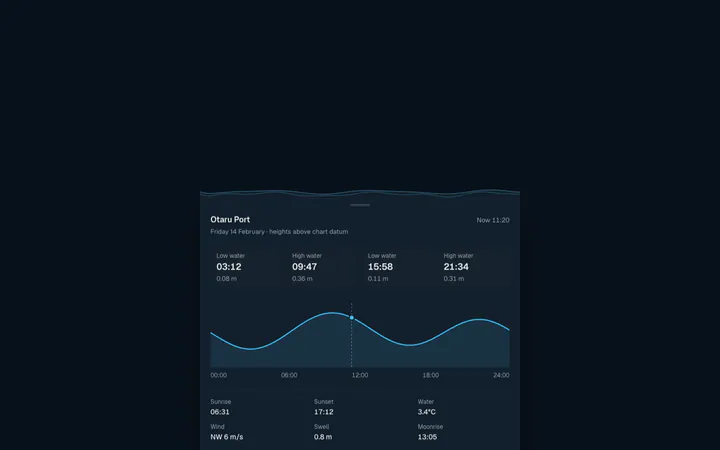 Otaru Port
Now 11:20
Friday 14 February · heights above chart datum
Low water High water Low water High water
03:12 09:47 15:58 21:34
0.08 m 0.36 m 0.11 m 0.31 m
00:00 06:00 12:00 18:00 24:00
Sunrise Sunset Water
06:31 17:12 3.4°C
Wind Swell Moonrise
NW 6 m/s 0.8 m 13:05